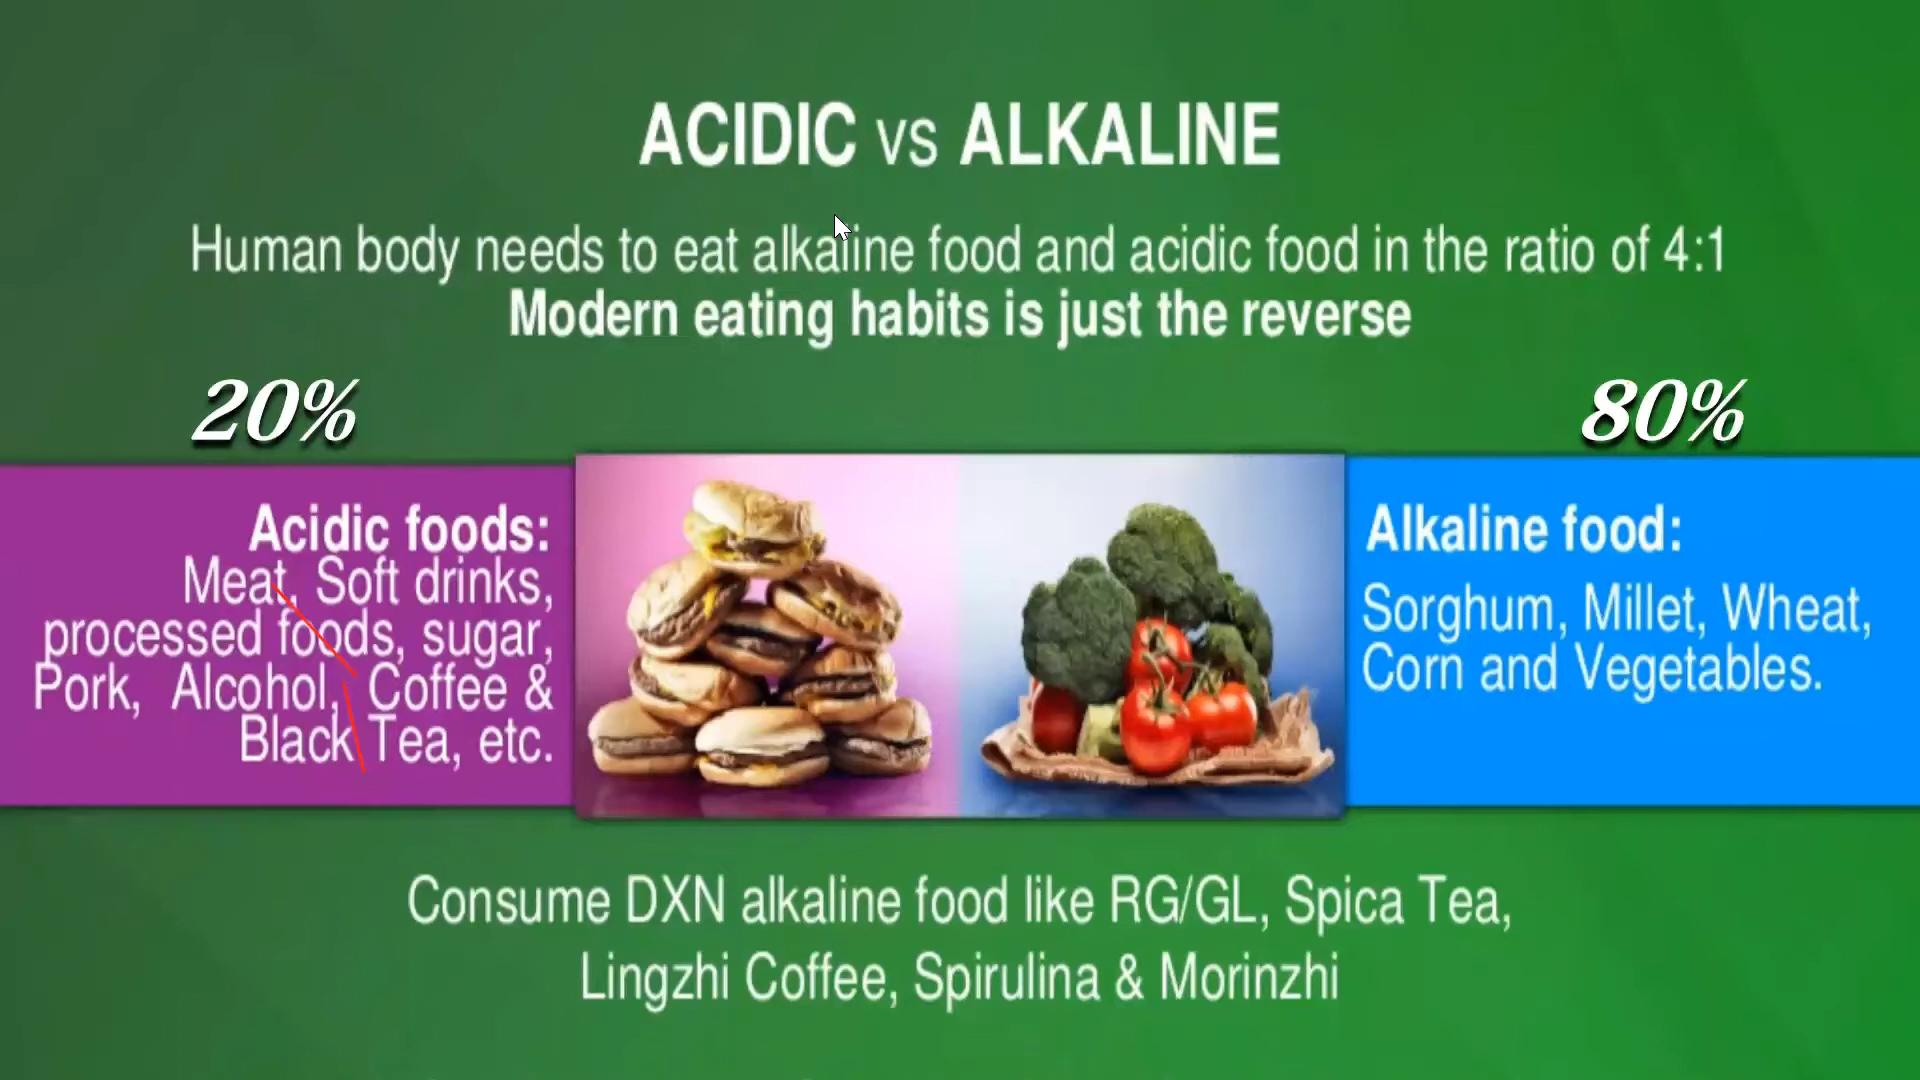 ACIDIC vs ALKALINE
Human body needs to eat alkaline food and acidic food in the ratio of 4:1
Modern eating habits is just the reverse
20%
80%
Acidic foods:
Meat, Soft drinks,
processed foods, sugar,
Pork, Alcohol, Coffee &
Black Tea, etc.
Alkaline food:
Sorghum, Millet, Wheat,
Corn and Vegetables.
Consume DXN alkaline food like RG/GL, Spica Tea,
Lingzhi Coffee, Spirulina & Morinzhi